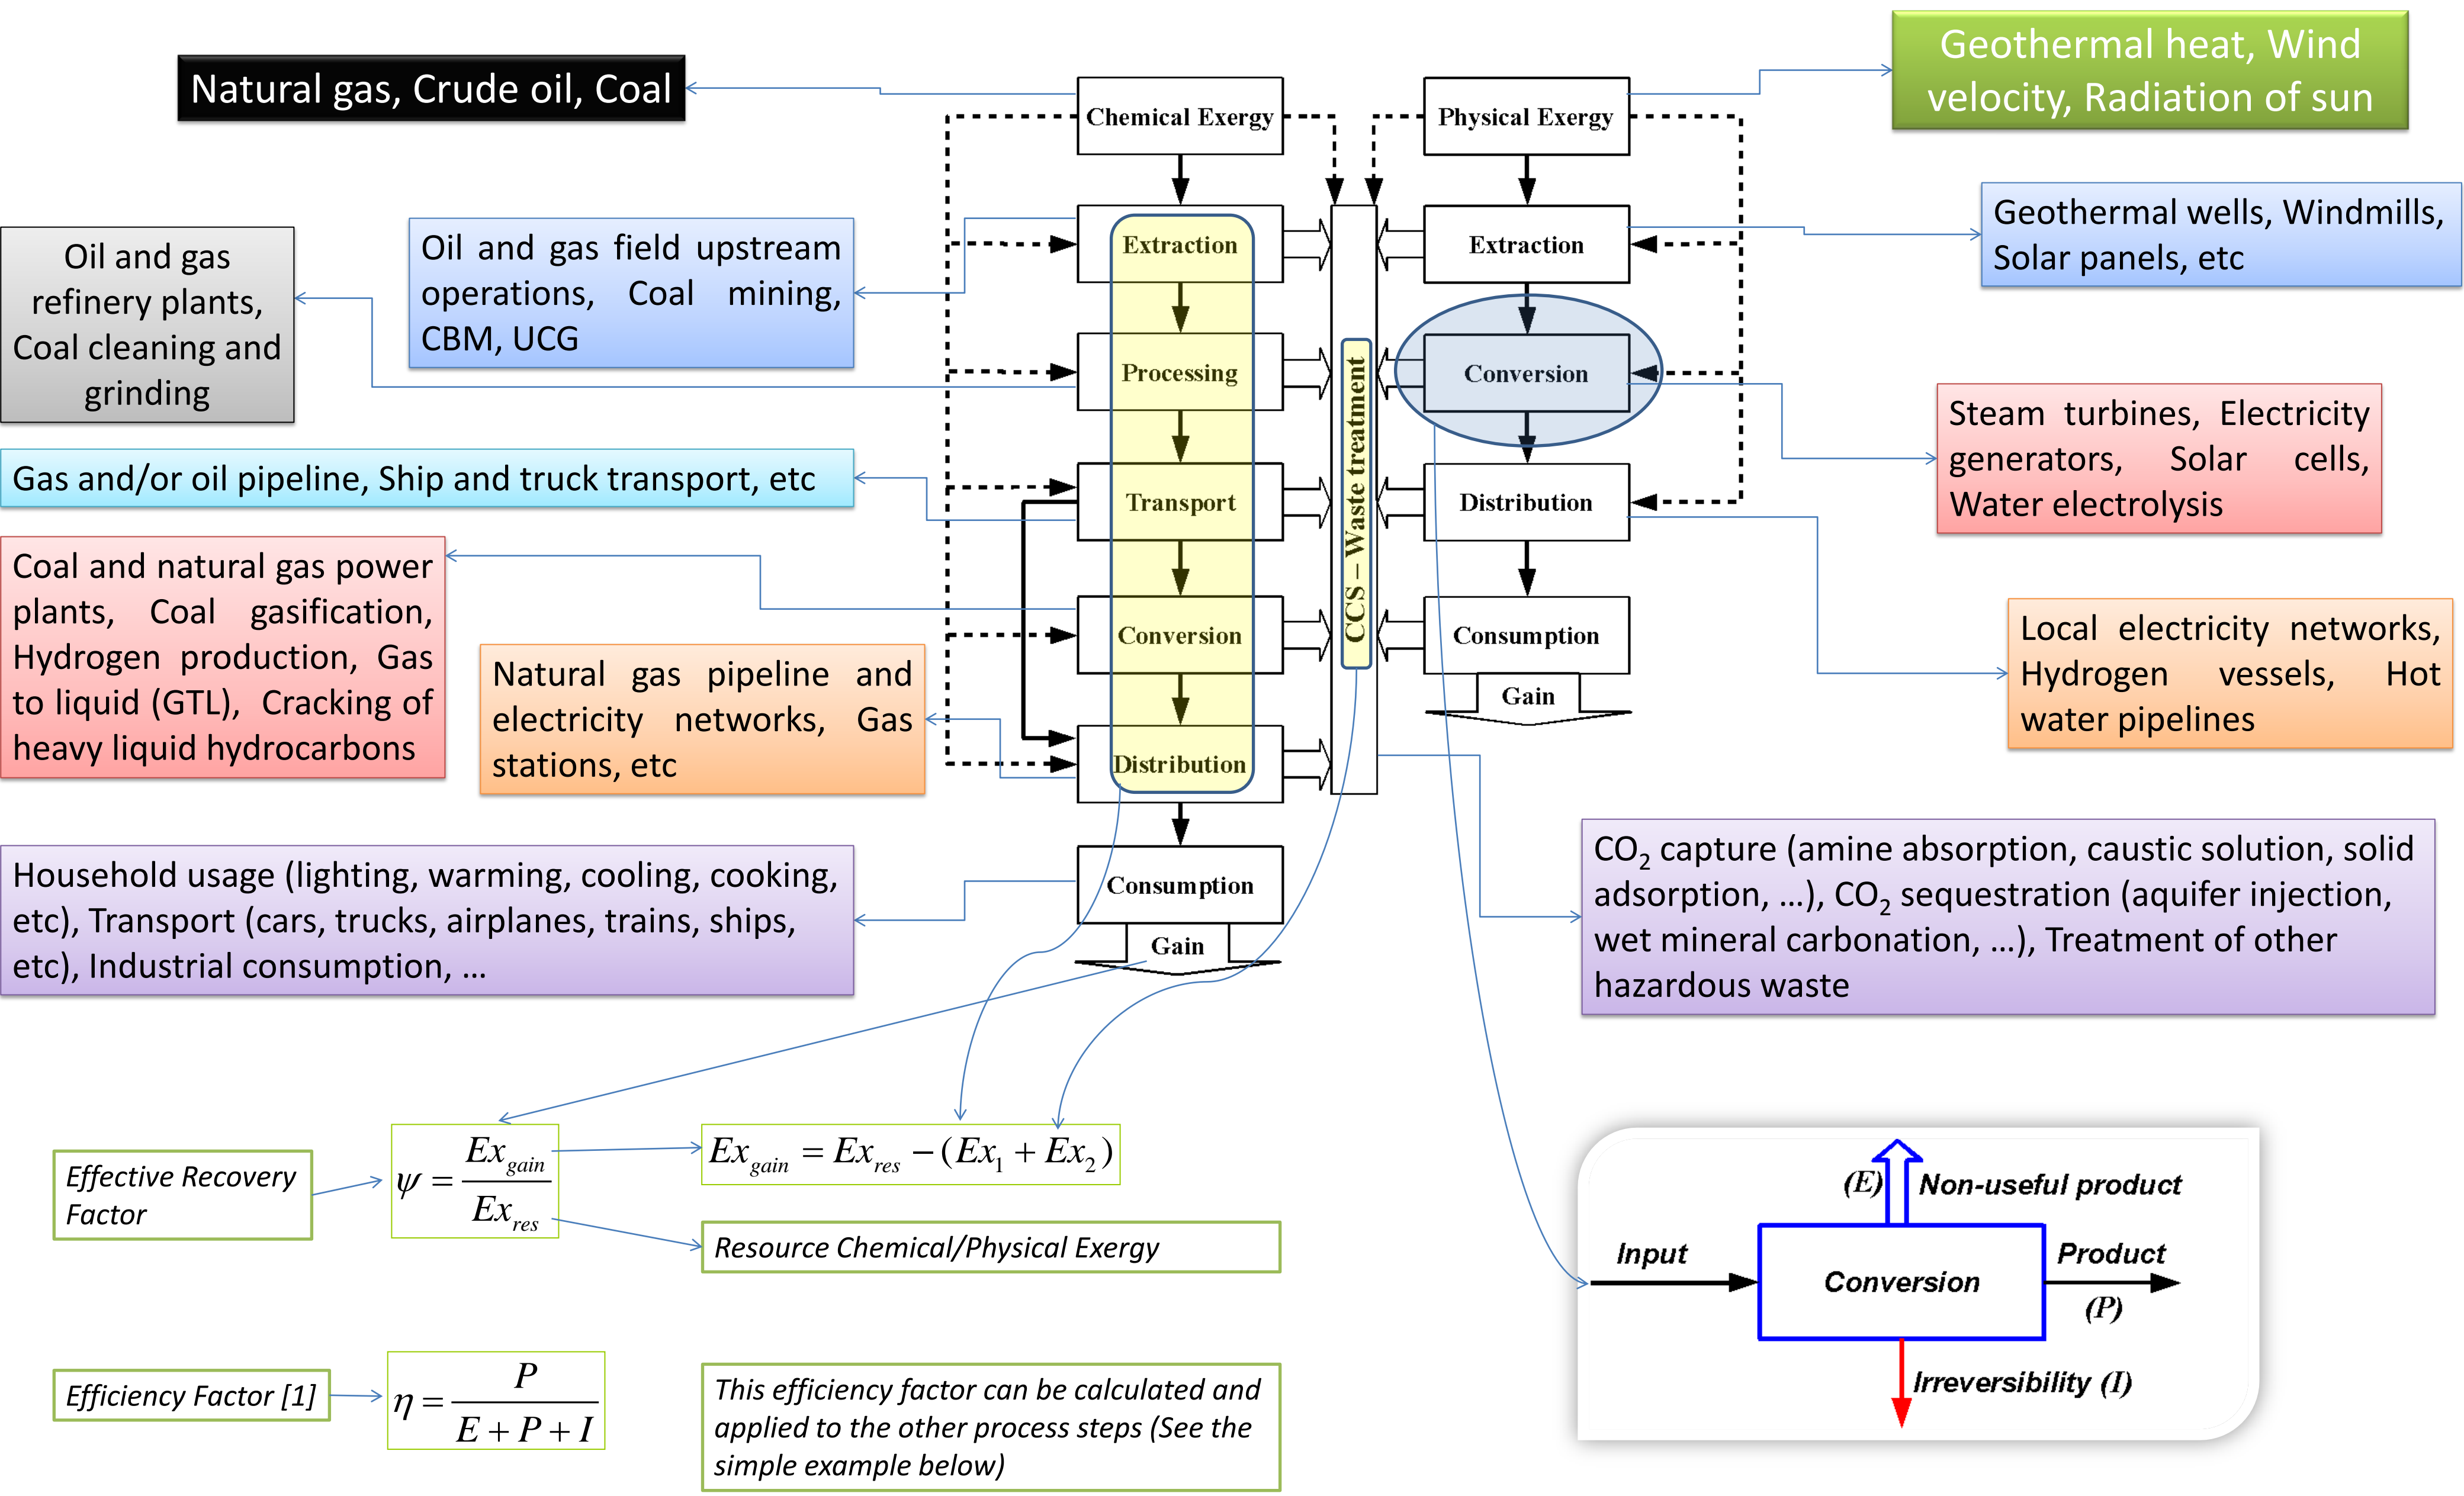 Natural gas, Crude oil, Coal
Chemical Exergy
Physical Exergy
Geothermal heat, Wind
velocity, Radiation of sun
Oil and gas
refinery plants,
Coal cleaning and
grinding
Oil and gas field upstream
operations, Coal mining,
CBM, UCG
Extraction
Extraction
Geothermal wells, Windmills,
Solar panels, etc
Processing
CCS – Waste treatment
Conversion
Steam turbines, Electricity
generators, Solar cells,
Water electrolysis
Gas and/or oil pipeline, Ship and truck transport, etc
Transport
Distribution
Coal and natural gas power
plants, Coal gasification,
Hydrogen production, Gas
to liquid (GTL), Cracking of
heavy liquid hydrocarbons
Natural gas pipeline and
electricity networks, Gas
stations, etc
Conversion
Consumption
Gain
Local electricity networks,
Hydrogen vessels, Hot
water pipelines
Distribution
Household usage (lighting, warming, cooling, cooking,
etc), Transport (cars, trucks, airplanes, trains, ships,
etc), Industrial consumption, ...
Consumption
Gain
CO₂ capture (amine absorption, caustic solution, solid
adsorption, ...), CO₂ sequestration (aquifer injection,
wet mineral carbonation, ...), Treatment of other
hazardous waste
Effective Recovery
Factor
ψ = Ex_gain / Ex_res
Ex_gain = Ex_res − (Ex₁ + Ex₂)
Resource Chemical/Physical Exergy
Efficiency Factor [1]
η = P / (E + P + I)
This efficiency factor can be calculated and
applied to the other process steps (See the
simple example below)
(E) Non-useful product
Input
Conversion
Product
(P)
Irreversibility (I)